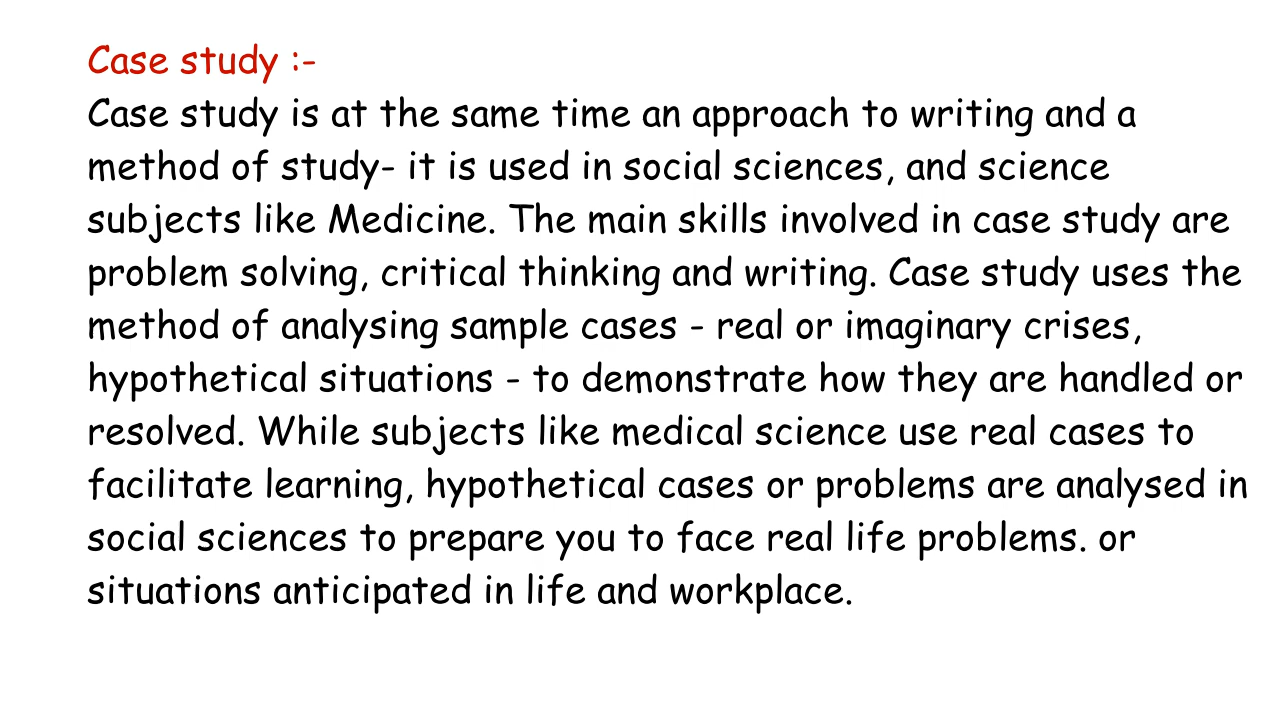 Case study :-
Case study is at the same time an approach to writing and a
method of study- it is used in social sciences, and science
subjects like Medicine. The main skills involved in case study are
problem solving, critical thinking and writing. Case study uses the
method of analysing sample cases - real or imaginary crises,
hypothetical situations - to demonstrate how they are handled or
resolved. While subjects like medical science use real cases to
facilitate learning, hypothetical cases or problems are analysed in
social sciences to prepare you to face real life problems. or
situations anticipated in life and workplace.